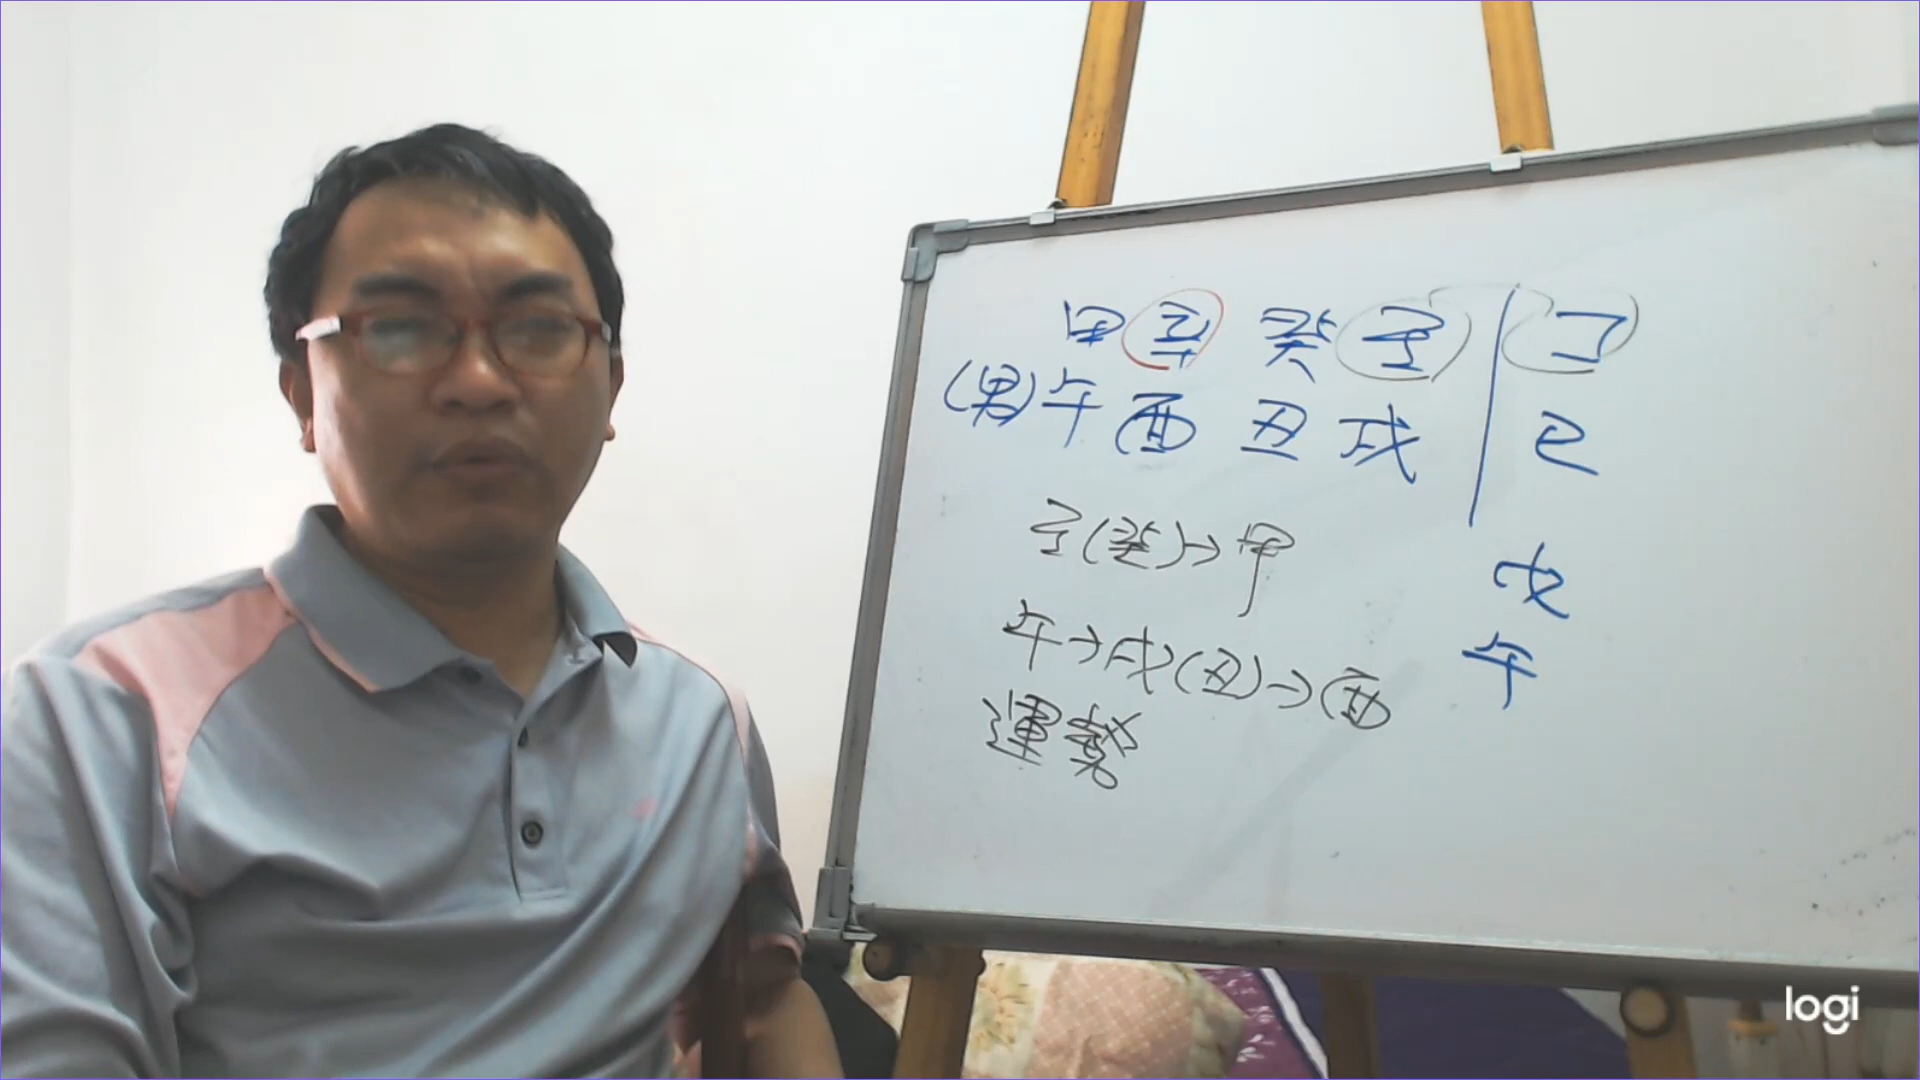 甲 辛 癸 壬 丁
(男) 午 酉 丑 戌 巳
壬(癸)→甲
戊
午→戌(丑)→酉
午
運勢
logi